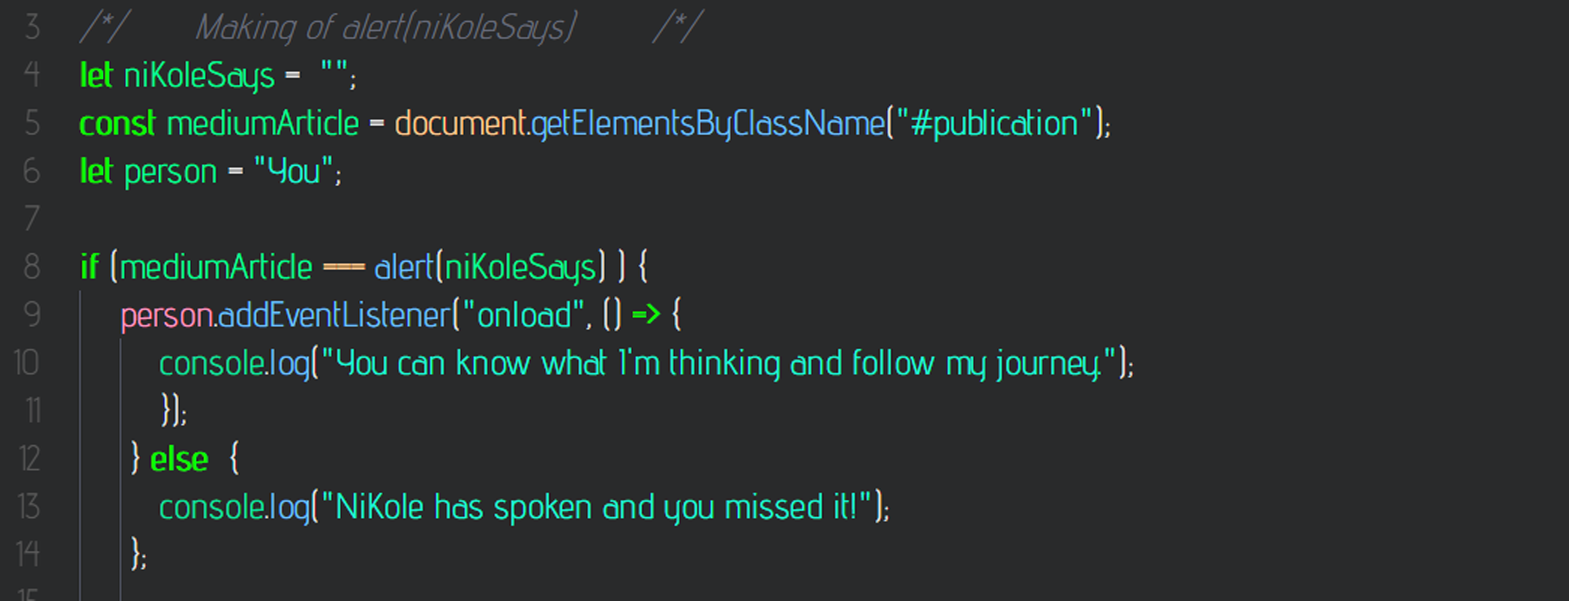 3 /*/ Making of alert(niKoleSays) /*/
4 let niKoleSays = "";
5 const mediumArticle = document.getElementsByClassName("#publication");
6 let person = "You";
7
8 if (mediumArticle === alert(niKoleSays) ) {
9 person.addEventListener("onload", () => {
10 console.log("You can know what I'm thinking and follow my journey.");
11 });
12 } else {
13 console.log("NiKole has spoken and you missed it!");
14 };
15